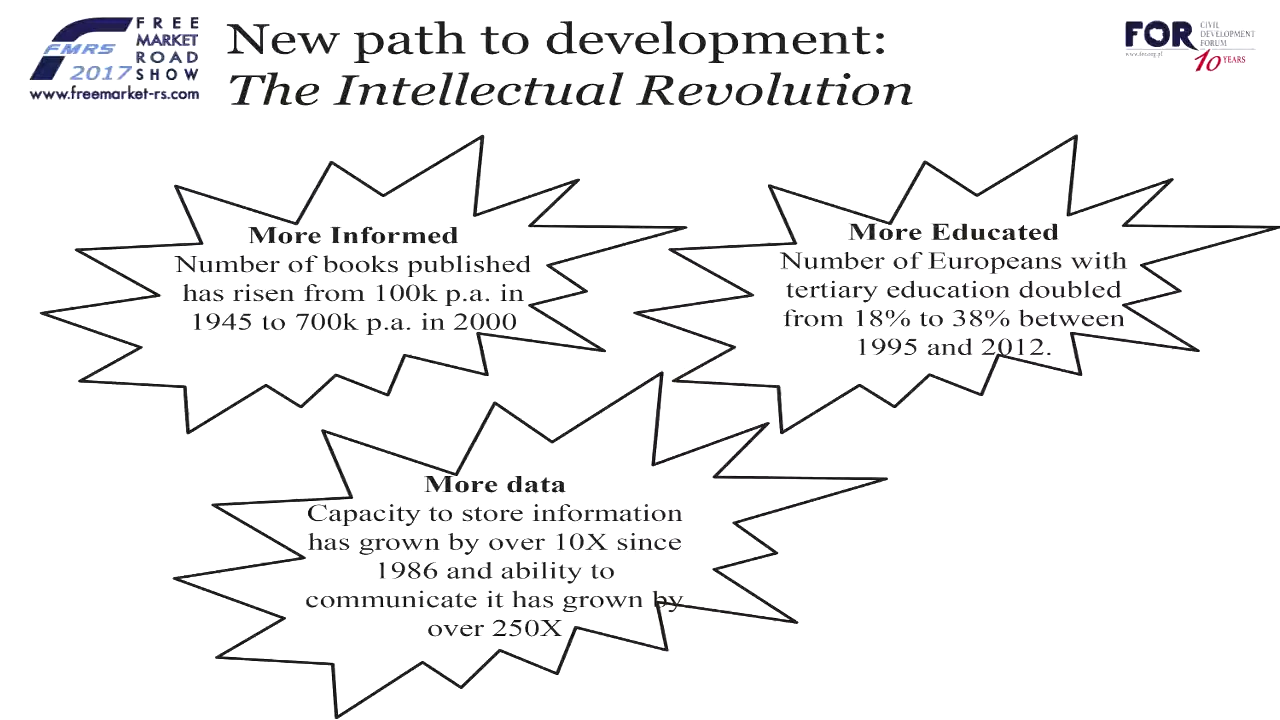 FREE
MARKET
ROAD
SHOW
FMRS
2017
www.freemarket-rs.com
New path to development:
The Intellectual Revolution
FOR
CIVIL
DEVELOPMENT
FORUM
www.for.org.pl
10 YEARS
More Informed
Number of books published
has risen from 100k p.a. in
1945 to 700k p.a. in 2000
More Educated
Number of Europeans with
tertiary education doubled
from 18% to 38% between
1995 and 2012.
More data
Capacity to store information
has grown by over 10X since
1986 and ability to
communicate it has grown by
over 250X